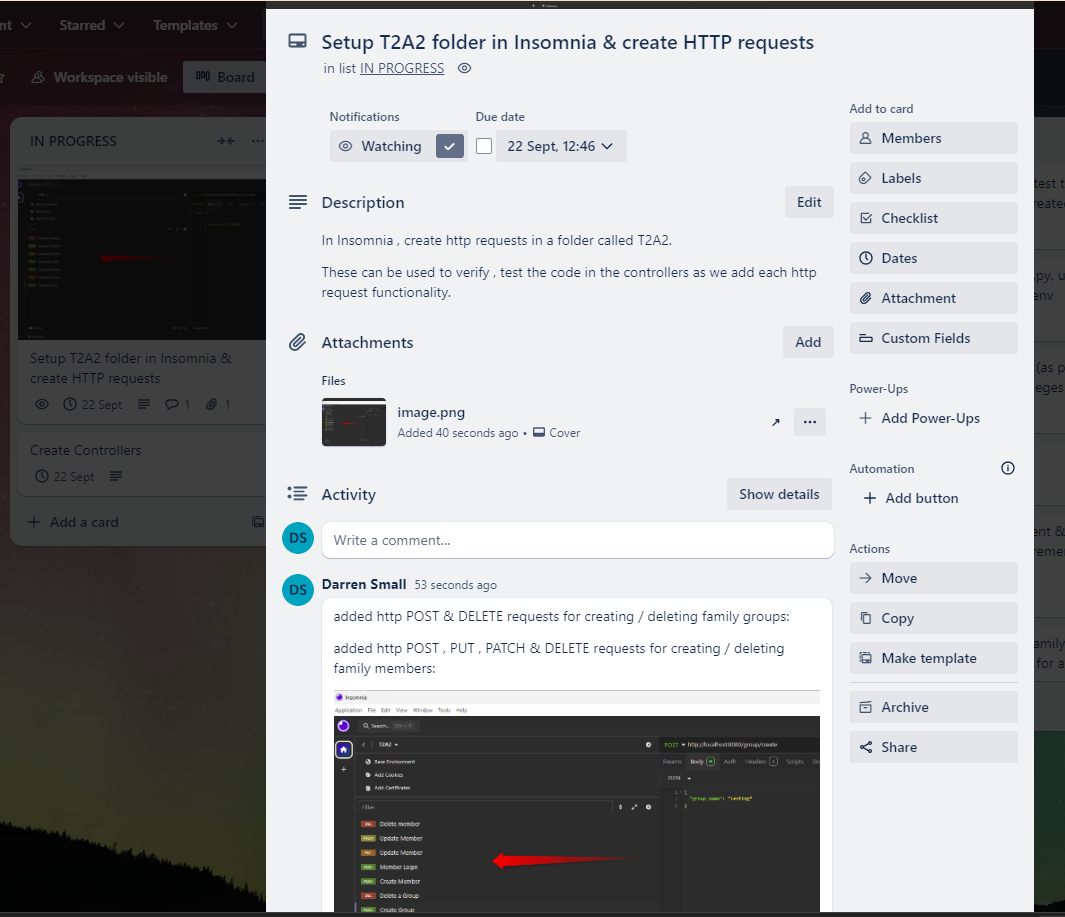 nt
Starred
Templates
Workspace visible
Board
IN PROGRESS
Setup T2A2 folder in Insomnia &
create HTTP requests
22 Sept
1
1
Create Controllers
22 Sept
Add a card
Setup T2A2 folder in Insomnia & create HTTP requests
in list IN PROGRESS
Notifications
Due date
Watching
22 Sept, 12:46
Description
Edit
In Insomnia , create http requests in a folder called T2A2.
These can be used to verify , test the code in the controllers as we add each http
request functionality.
Attachments
Add
Files
image.png
Added 40 seconds ago • Cover
Activity
Show details
DS
Write a comment...
DS
Darren Small 53 seconds ago
added http POST & DELETE requests for creating / deleting family groups:
added http POST , PUT , PATCH & DELETE requests for creating / deleting
family members:
Insomnia
Application File Edit View Window Tools Help
Search.. Ctrl + P
T2A2
POST http://localhost:8080/group/create
Base Environment
Params Body Auth Headers Scripts
Add Cookies
JSON
Add Certificates
"group_name": "testing"
Filter
DEL Delete member
Update Member
Update Member
POST Member Login
POST Create Member
DEL Delete a Group
POST Create Group
Add to card
Members
Labels
Checklist
Dates
Attachment
Custom Fields
Power-Ups
Add Power-Ups
Automation
Add button
Actions
Move
Copy
Make template
Archive
Share
test t
reate
.py, u
env
(as p
eges
ent &
reme
amily
for a